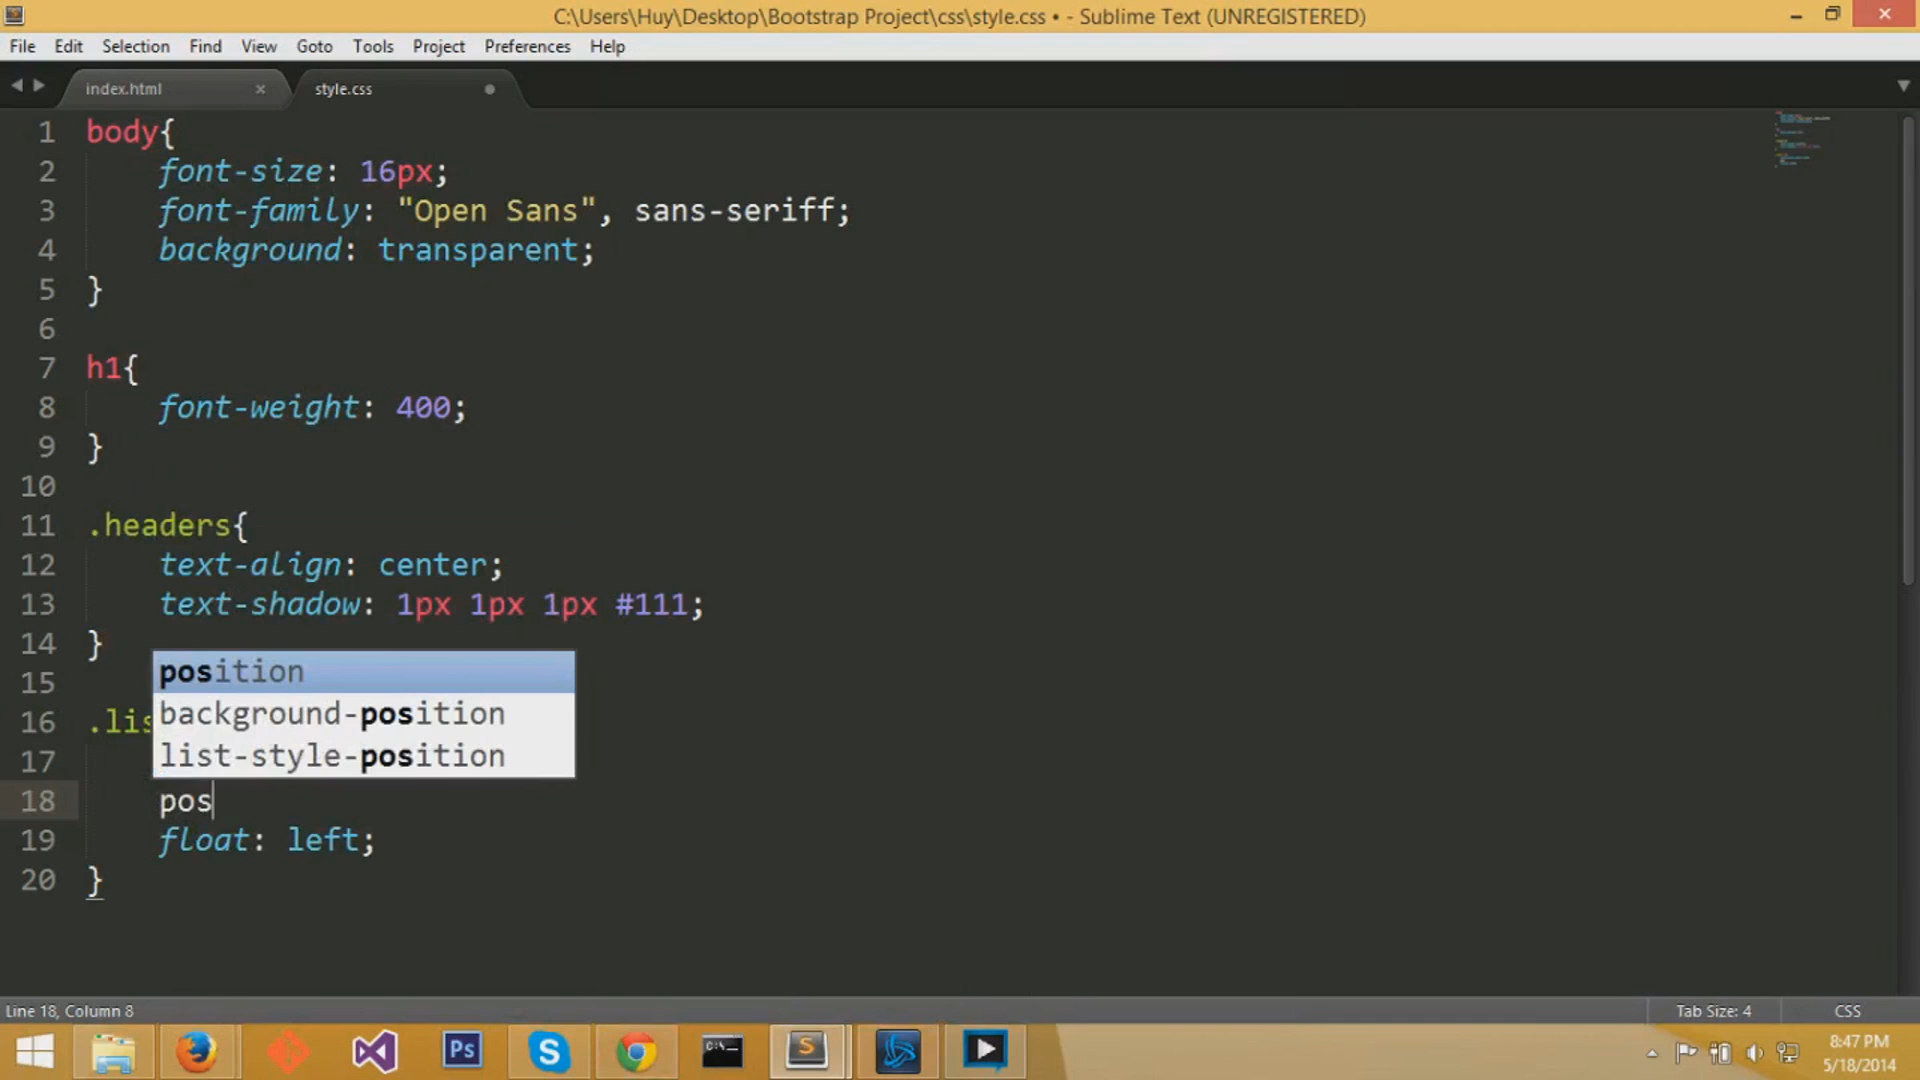 C:\Users\Huy\Desktop\Bootstrap Project\css\style.css • - Sublime Text (UNREGISTERED)
File Edit Selection Find View Goto Tools Project Preferences Help
index.html × style.css
1 body{
2 font-size: 16px;
3 font-family: "Open Sans", sans-seriff;
4 background: transparent;
5 }
6
7 h1{
8 font-weight: 400;
9 }
10
11 .headers{
12 text-align: center;
13 text-shadow: 1px 1px 1px #111;
14 }
position
15
background-position
16 .lis
list-style-position
17
18 pos
19 float: left;
20 }
Line 18, Column 8 Tab Size: 4 CSS
Ps S C:\_ S
8:47 PM
5/18/2014